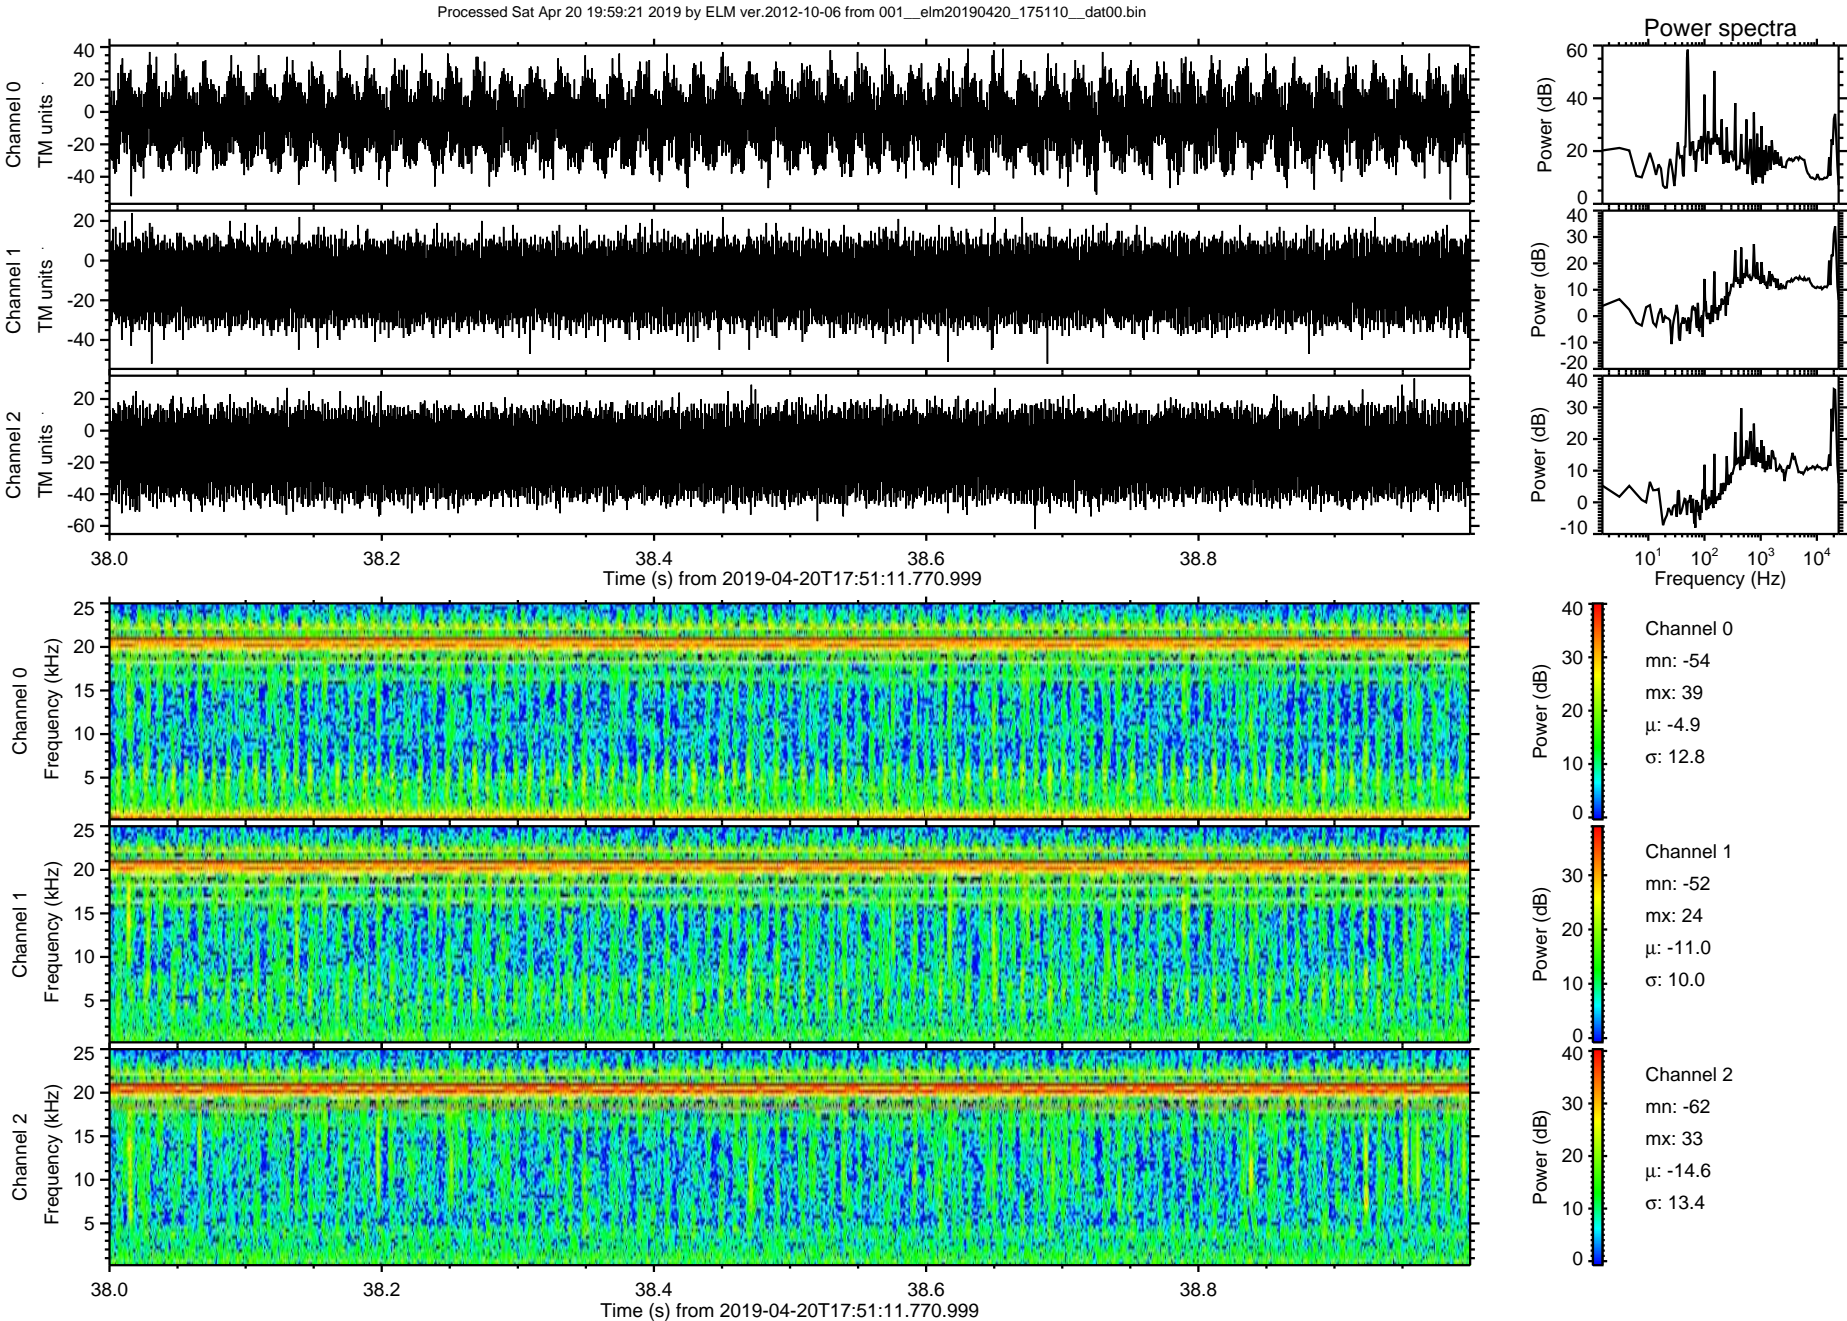 Processed Sat Apr 20 19:59:21 2019 by ELM ver.2012-10-06 from 001__elm20190420_175110__dat00.bin
Power spectra
Channel 0
TM units
40
20
0
-20
-40
Power (dB)
60
40
20
0
Channel 1
TM units
20
0
-20
-40
Power (dB)
40
30
20
10
0
-10
-20
Channel 2
TM units
20
0
-20
-40
-60
Power (dB)
40
30
20
10
0
-10
38.0 38.2 38.4 38.6 38.8
Time (s) from 2019-04-20T17:51:11.770.999
10^1 10^2 10^3 10^4
Frequency (Hz)
Channel 0
Frequency (kHz)
25
20
15
10
5
Power (dB)
40
30
20
10
0
Channel 0
mn: -54
mx: 39
μ: -4.9
σ: 12.8
Channel 1
Frequency (kHz)
25
20
15
10
5
Power (dB)
30
20
10
0
Channel 1
mn: -52
mx: 24
μ: -11.0
σ: 10.0
Channel 2
Frequency (kHz)
25
20
15
10
5
Power (dB)
40
30
20
10
0
Channel 2
mn: -62
mx: 33
μ: -14.6
σ: 13.4
38.0 38.2 38.4 38.6 38.8
Time (s) from 2019-04-20T17:51:11.770.999